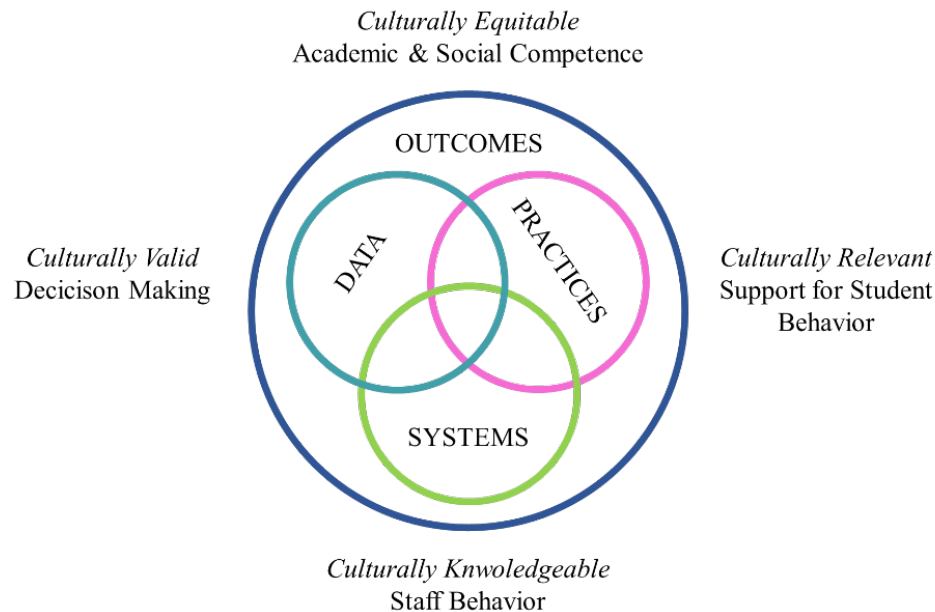 Culturally Equitable
Academic & Social Competence
OUTCOMES
DATA
PRACTICES
Culturally Valid
Decicison Making
Culturally Relevant
Support for Student
Behavior
SYSTEMS
Culturally Knwoledgeable
Staff Behavior